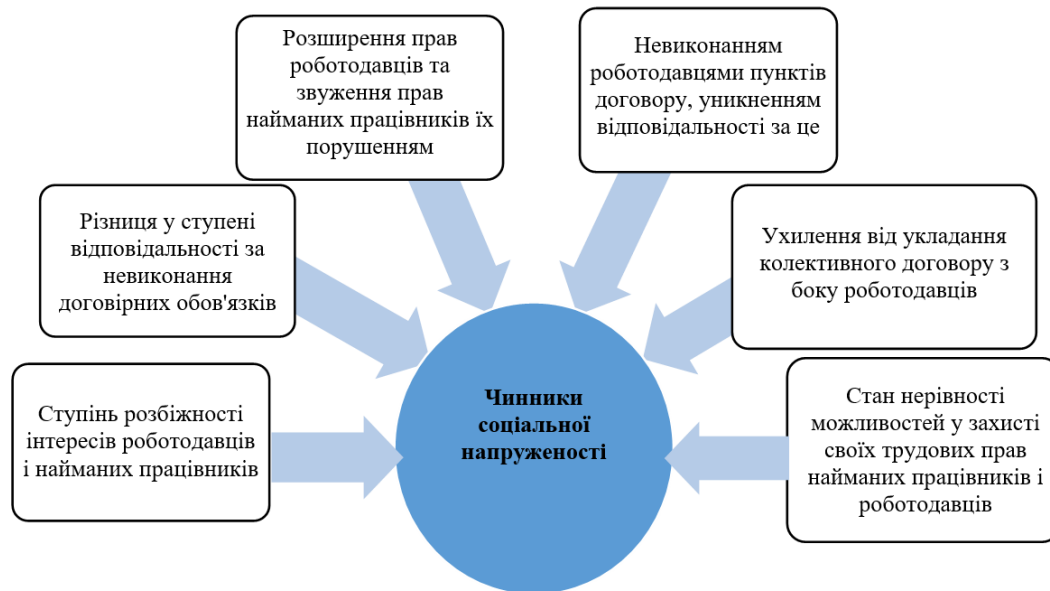 Розширення прав
роботодавців та
звуження прав
найманих працівників їх
порушенням
Невиконанням
роботодавцями пунктів
договору, уникненням
відповідальності за це
Різниця у ступені
відповідальності за
невиконання
договірних обов'язків
Ухилення від укладання
колективного договору з
боку роботодавців
Ступінь розбіжності
інтересів роботодавців
і найманих працівників
Чинники
соціальної
напруженості
Стан нерівності
можливостей у захисті
своїх трудових прав
найманих працівників і
роботодавців